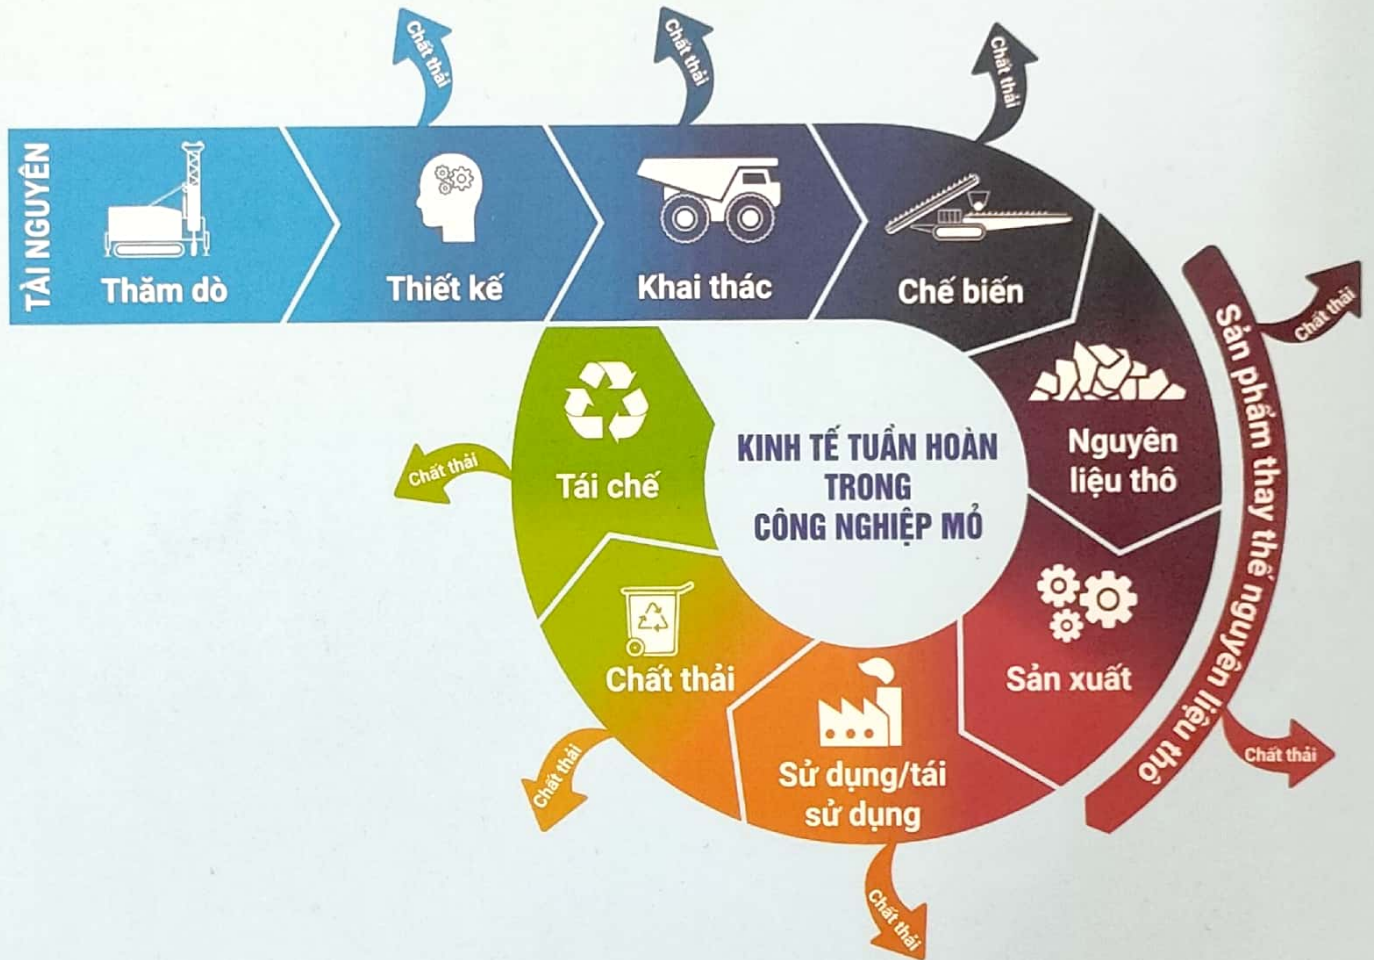 Chất thải
Chất thải
Chất thải
TÀI NGUYÊN
Thăm dò
Thiết kế
Khai thác
Chế biến
Chất thải
Sản phẩm thay thế nguyên liệu thô
Nguyên
liệu thô
KINH TẾ TUẦN HOÀN
TRONG
CÔNG NGHIỆP MỎ
Tái chế
Chất thải
Sản xuất
Chất thải
Chất thải
Chất thải
Sử dụng/tái
sử dụng
Chất thải